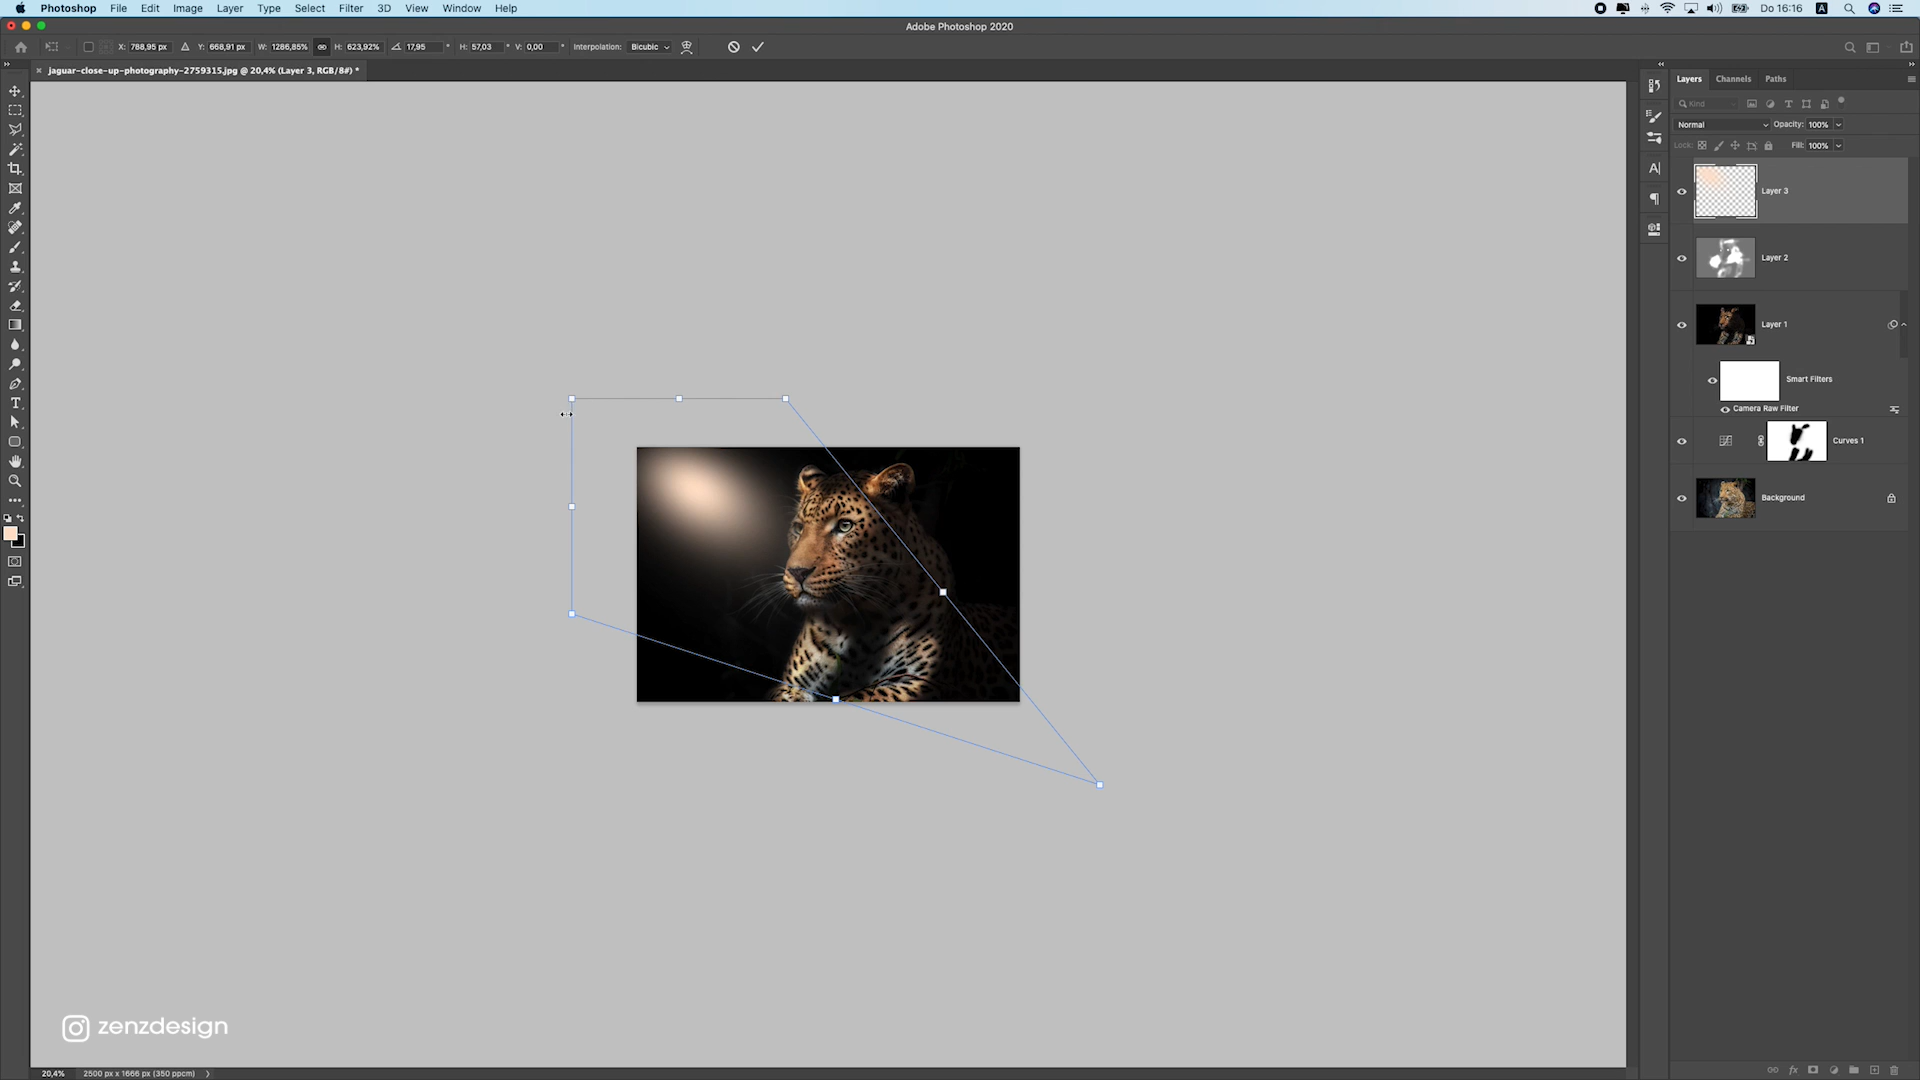 Photoshop File Edit Image Layer Type Select Filter 3D View Window Help Do 16:16 A
Adobe Photoshop 2020
X: 788,95 px Y: 668,91 px W: 1286,85% H: 623,92% 17,95 ° H: 57,03 ° V: 0,00 ° Interpolation: Bicubic
jaguar-close-up-photography-2759315.jpg @ 20,4% (Layer 3, RGB/8#) *
Layers Channels Paths
Kind
Normal Opacity: 100%
Lock: Fill: 100%
Layer 3
Layer 2
Layer 1
Smart Filters
Camera Raw Filter
Curves 1
Background
zenzdesign
20,4% 2500 px x 1666 px (350 ppcm)